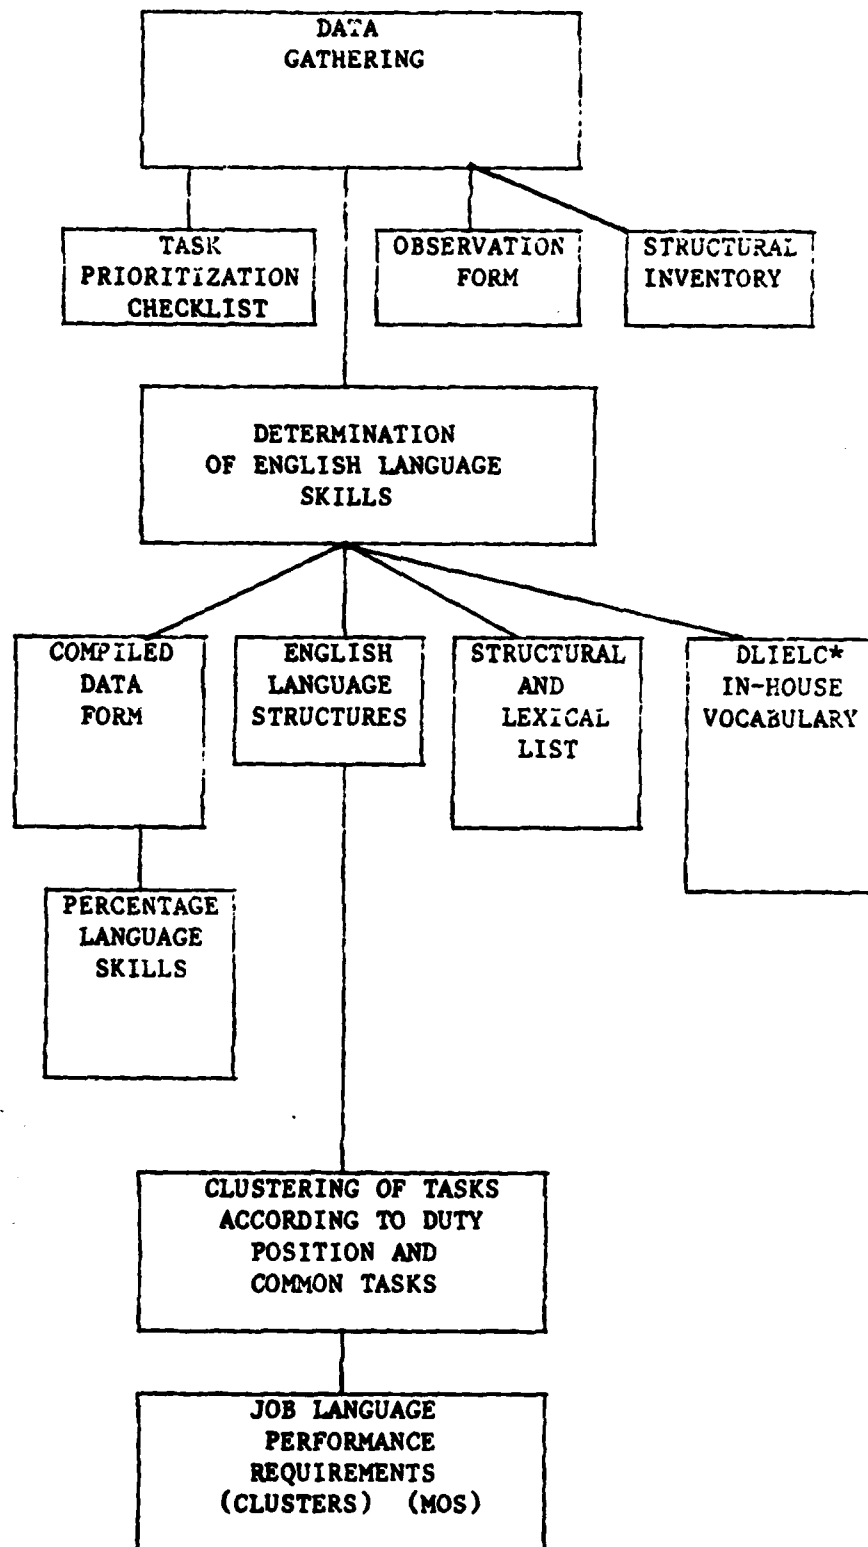 DATA
GATHERING
TASK
PRIORITIZATION
CHECKLIST
OBSERVATION
FORM
STRUCTURAL
INVENTORY
DETERMINATION
OF ENGLISH LANGUAGE
SKILLS
COMPILED
DATA
FORM
ENGLISH
LANGUAGE
STRUCTURES
STRUCTURAL
AND
LEXICAL
LIST
DLIELC*
IN-HOUSE
VOCABULARY
PERCENTAGE
LANGUAGE
SKILLS
CLUSTERING OF TASKS
ACCORDING TO DUTY
POSITION AND
COMMON TASKS
JOB LANGUAGE
PERFORMANCE
REQUIREMENTS
(CLUSTERS) (MOS)